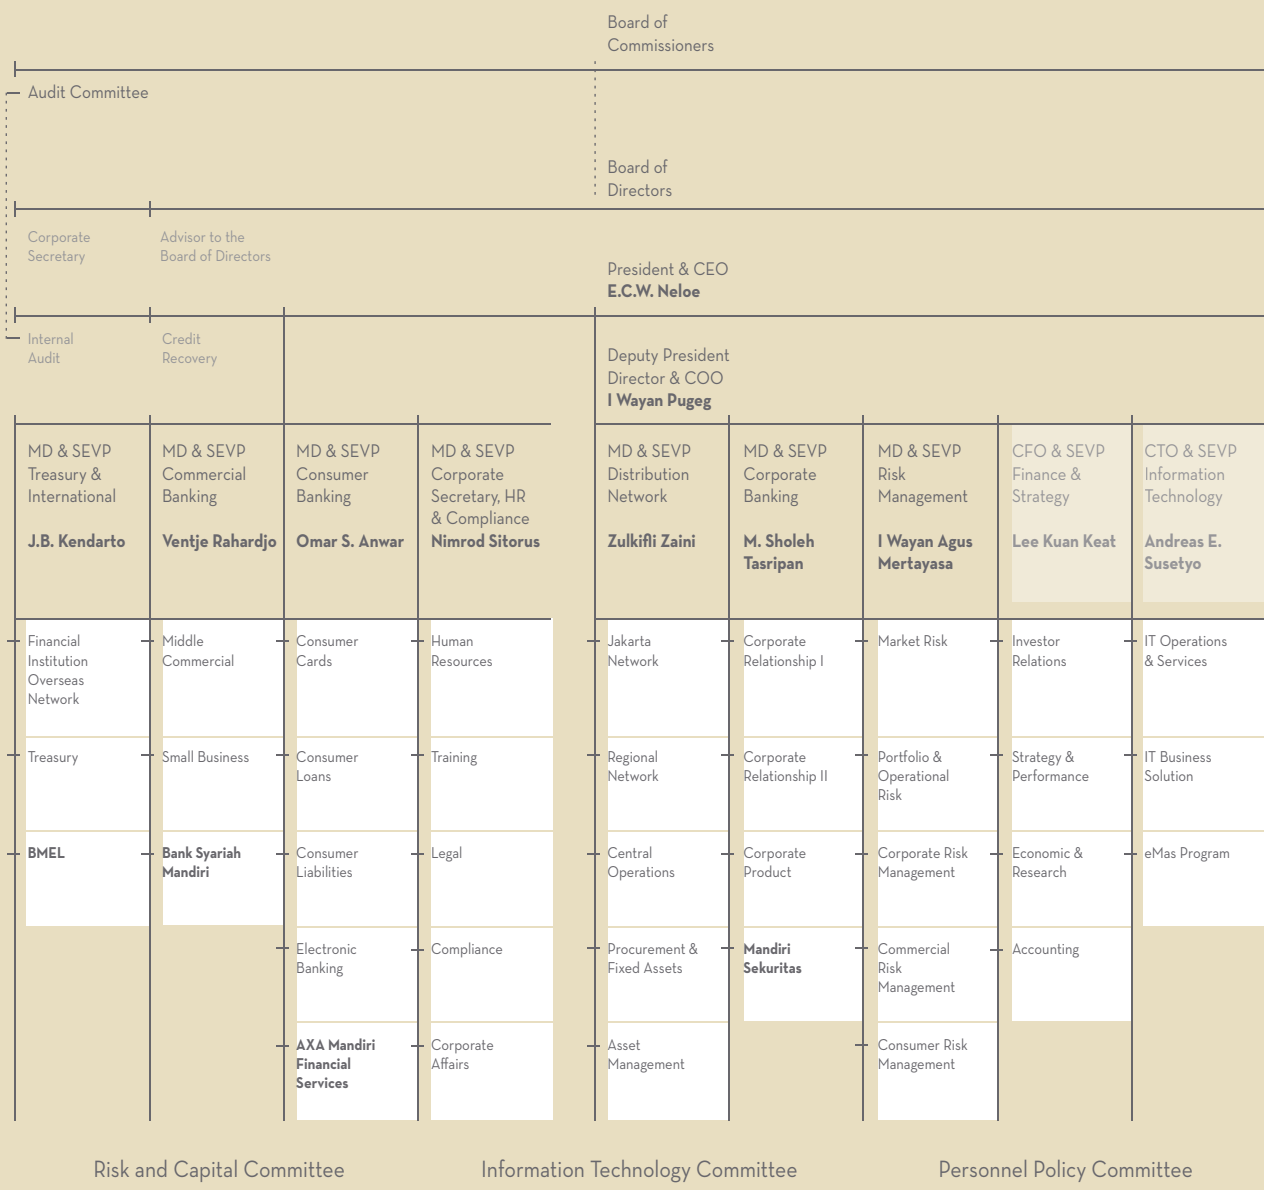 Board of
Commissioners
Audit Committee
Board of
Directors
Corporate
Secretary
Advisor to the
Board of Directors
President & CEO
E.C.W. Neloe
Internal
Audit
Credit
Recovery
Deputy President
Director & COO
I Wayan Pugeg
MD & SEVP
Treasury &
International
J.B. Kendarto
MD & SEVP
Commercial
Banking
Ventje Rahardjo
MD & SEVP
Consumer
Banking
Omar S. Anwar
MD & SEVP
Corporate
Secretary, HR
& Compliance
Nimrod Sitorus
MD & SEVP
Distribution
Network
Zulkifli Zaini
MD & SEVP
Corporate
Banking
M. Sholeh
Tasripan
MD & SEVP
Risk
Management
I Wayan Agus
Mertayasa
CFO & SEVP
Finance &
Strategy
Lee Kuan Keat
CTO & SEVP
Information
Technology
Andreas E.
Susetyo
Financial
Institution
Overseas
Network
Treasury
BMEL
Middle
Commercial
Small Business
Bank Syariah
Mandiri
Consumer
Cards
Consumer
Loans
Consumer
Liabilities
Electronic
Banking
AXA Mandiri
Financial
Services
Human
Resources
Training
Legal
Compliance
Corporate
Affairs
Jakarta
Network
Regional
Network
Central
Operations
Procurement &
Fixed Assets
Asset
Management
Corporate
Relationship I
Corporate
Relationship II
Corporate
Product
Mandiri
Sekuritas
Market Risk
Portfolio &
Operational
Risk
Corporate Risk
Management
Commercial
Risk
Management
Consumer Risk
Management
Investor
Relations
Strategy &
Performance
Economic &
Research
Accounting
IT Operations
& Services
IT Business
Solution
eMas Program
Risk and Capital Committee
Information Technology Committee
Personnel Policy Committee